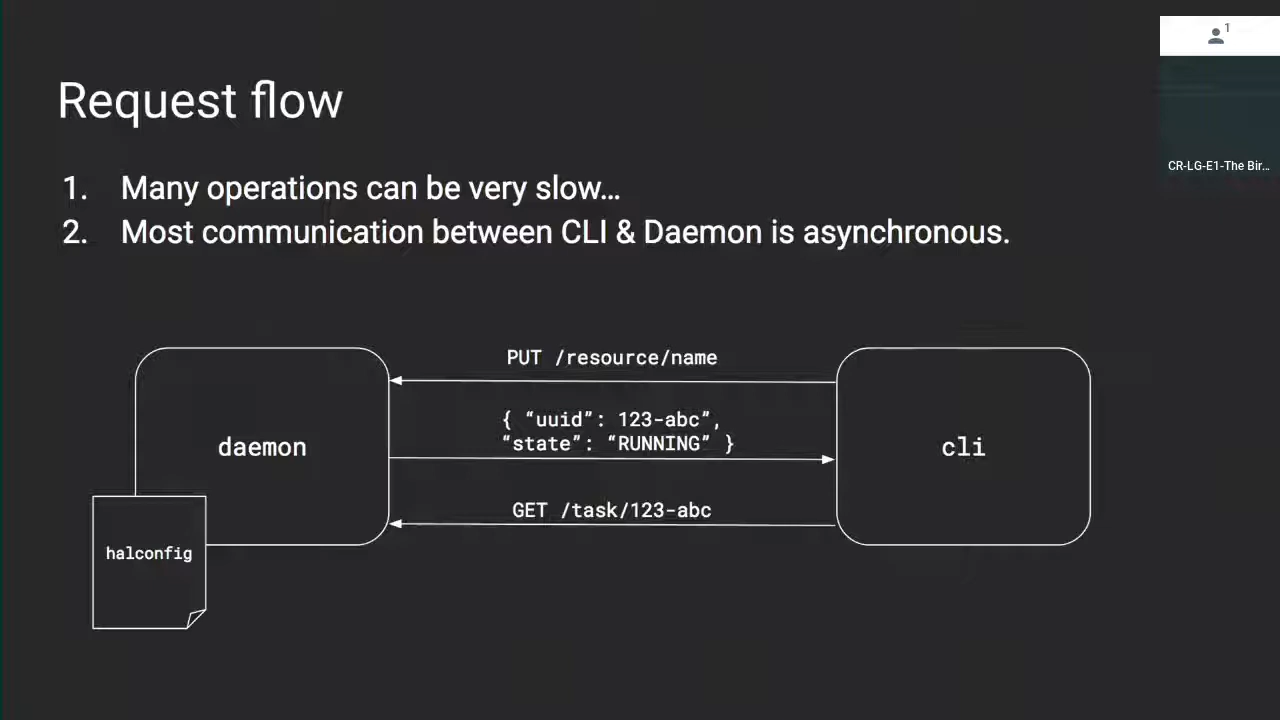 1
CR-LG-E1-The Bir...
Request flow
1. Many operations can be very slow…
2. Most communication between CLI & Daemon is asynchronous.
PUT /resource/name
{ “uuid”: 123-abc”,
“state”: “RUNNING” }
daemon
cli
GET /task/123-abc
halconfig